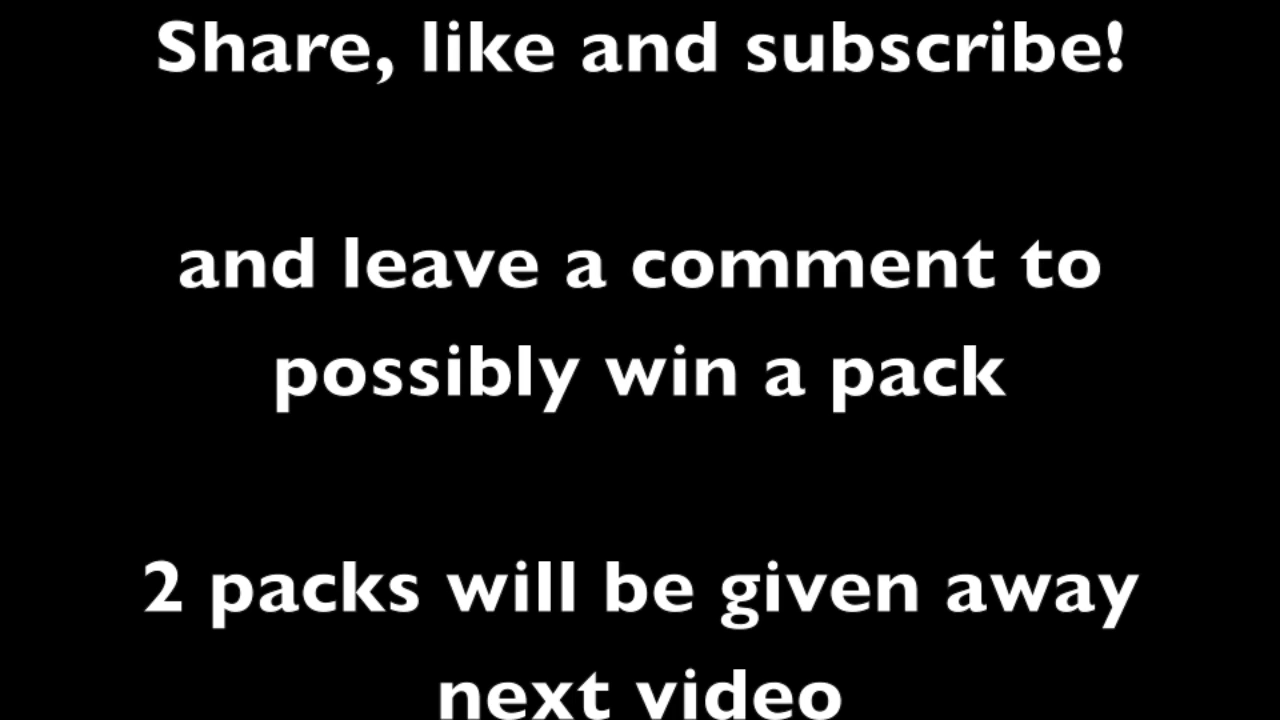 Share, like and subscribe!
and leave a comment to
possibly win a pack
2 packs will be given away
next video